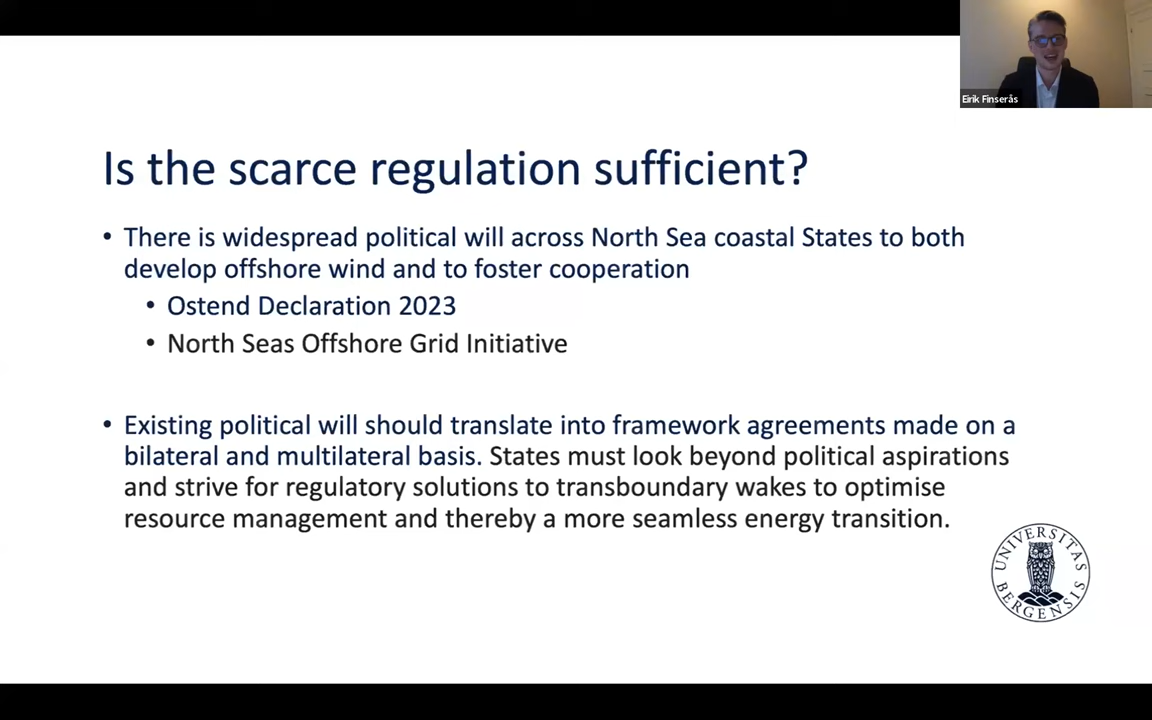 Eirik Finserås
Is the scarce regulation sufficient?
• There is widespread political will across North Sea coastal States to both
develop offshore wind and to foster cooperation
• Ostend Declaration 2023
• North Seas Offshore Grid Initiative
• Existing political will should translate into framework agreements made on a
bilateral and multilateral basis. States must look beyond political aspirations
and strive for regulatory solutions to transboundary wakes to optimise
resource management and thereby a more seamless energy transition.
UNIVERSITAS
BERGENSIS